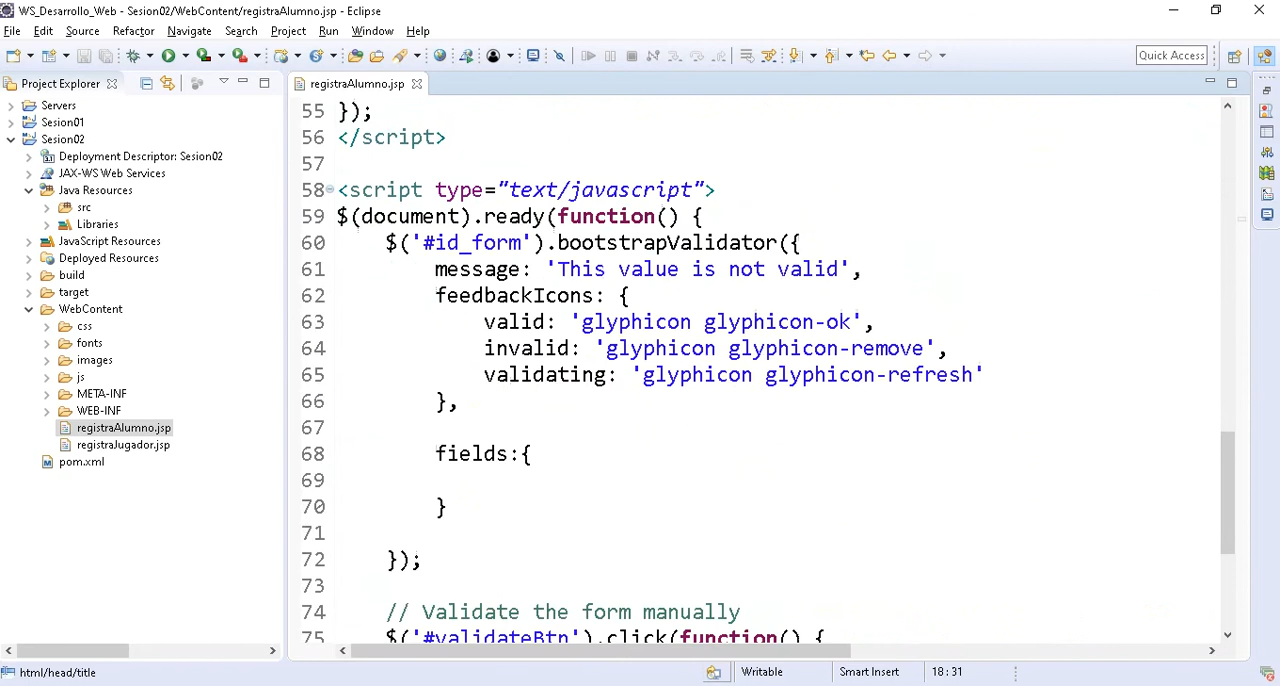 WS_Desarrollo_Web - Sesion02/WebContent/registraAlumno.jsp - Eclipse
File Edit Source Refactor Navigate Search Project Run Window Help
Quick Access
Project Explorer
registraAlumno.jsp
Servers
Sesion01
Sesion02
Deployment Descriptor: Sesion02
JAX-WS Web Services
Java Resources
src
Libraries
JavaScript Resources
Deployed Resources
build
target
WebContent
css
fonts
images
js
META-INF
WEB-INF
registraAlumno.jsp
registraJugador.jsp
pom.xml
55 });
56 </script>
57
58 <script type="text/javascript">
59 $(document).ready(function() {
60 $('#id_form').bootstrapValidator({
61 message: 'This value is not valid',
62 feedbackIcons: {
63 valid: 'glyphicon glyphicon-ok',
64 invalid: 'glyphicon glyphicon-remove',
65 validating: 'glyphicon glyphicon-refresh'
66 },
67
68 fields:{
69
70 }
71
72 });
73
74 // Validate the form manually
75 $('#validateBtn').click(function() {
html/head/title
Writable
Smart Insert
18:31